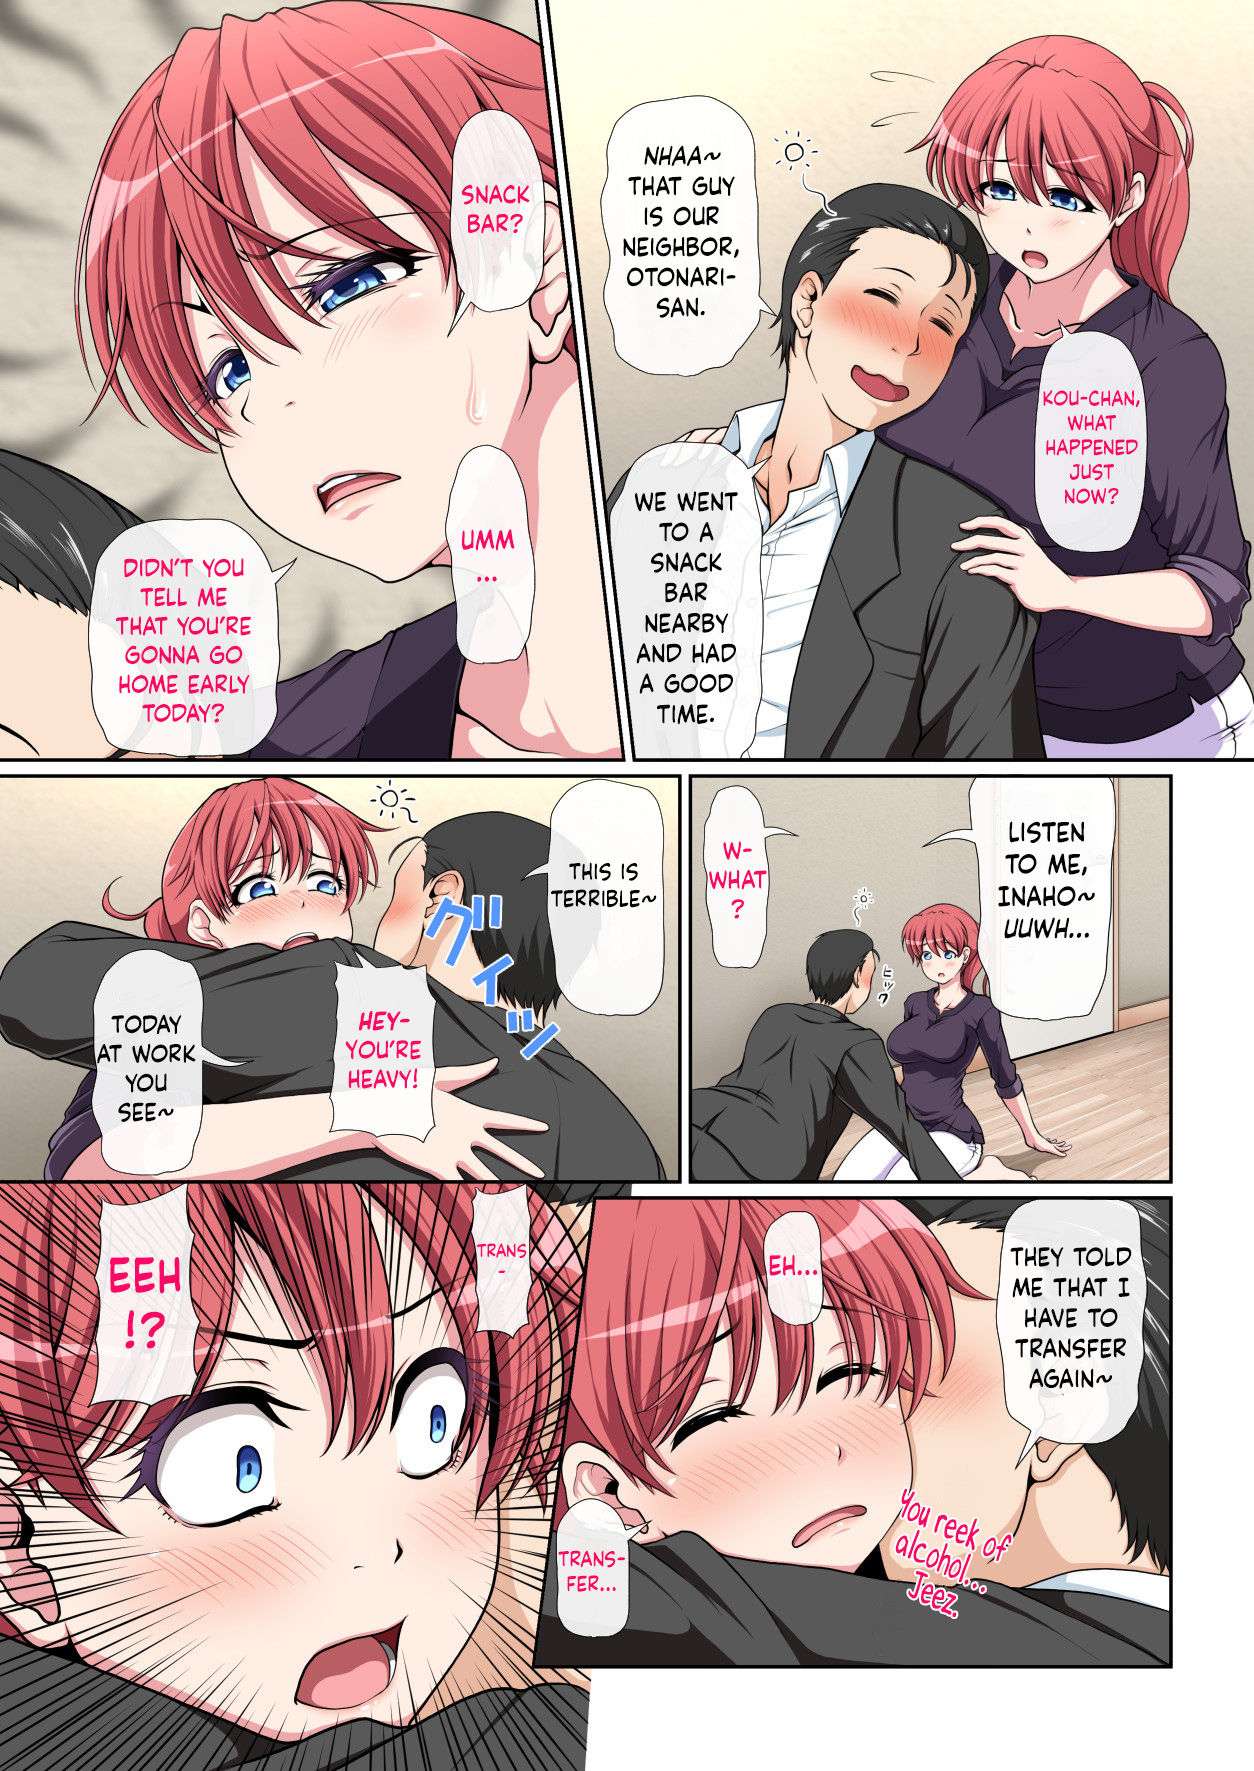 KOU-CHAN,
WHAT
HAPPENED
JUST
NOW?
NHAA~
THAT GUY
IS OUR
NEIGHBOR,
OTONARI-
SAN.
WE WENT
TO A
SNACK
BAR
NEARBY
AND HAD
A GOOD
TIME.
SNACK
BAR?
UMM
...
DIDN'T YOU
TELL ME
THAT YOU'RE
GONNA GO
HOME EARLY
TODAY?
LISTEN
TO ME,
INAHO~
UUWH...
ヒック
W-
WHAT
?
THIS IS
TERRIBLE~
グイッ
HEY-
YOU'RE
HEAVY!
TODAY
AT WORK
YOU
SEE~
THEY TOLD
ME THAT I
HAVE TO
TRANSFER
AGAIN~
EH...
You reek of
alcohol...
Jeez.
TRANS-
FER...
TRANS
-
EEH
!?